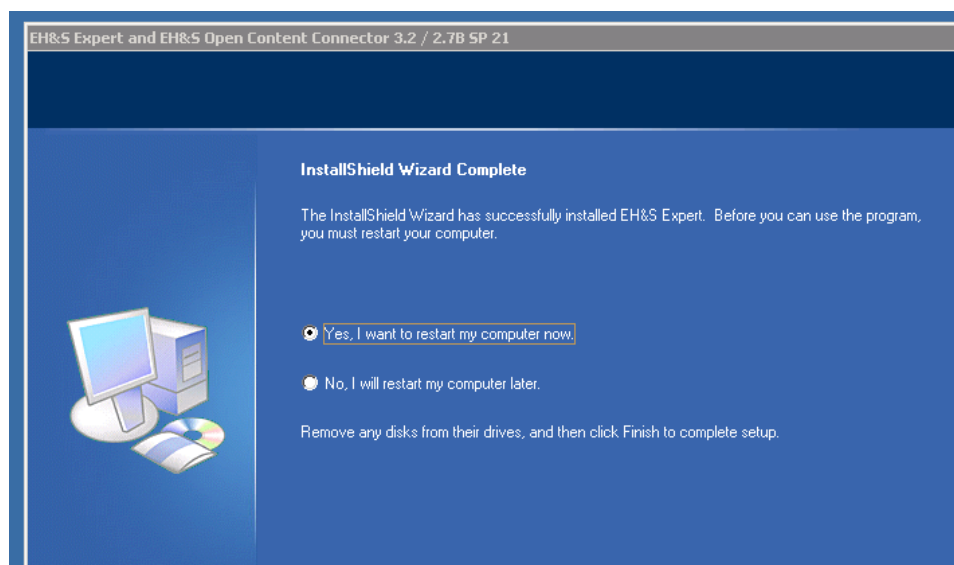 EH&S Expert and EH&S Open Content Connector 3.2 / 2.7B SP 21
InstallShield Wizard Complete
The InstallShield Wizard has successfully installed EH&S Expert. Before you can use the program,
you must restart your computer.
Yes, I want to restart my computer now.
No, I will restart my computer later.
Remove any disks from their drives, and then click Finish to complete setup.